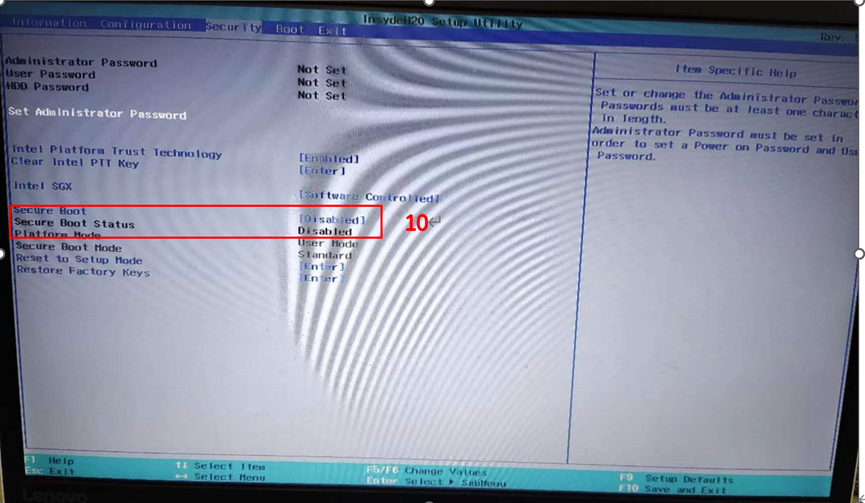 InsydeH20 Setup Utility
Information Configuration Security Boot Exit
Rev.
Administrator Password Not Set
User Password Not Set
HDD Password Not Set
Set Administrator Password
Intel Platform Trust Technology [Enabled]
Clear Intel PTT Key [Enter]
Intel SGX [Software Controlled]
Secure Boot [Disabled]
Secure Boot Status Disabled
Platform Mode User Mode
Secure Boot Mode Standard
Reset to Setup Mode [Enter]
Restore Factory Keys [Enter]
10
Item Specific Help
Set or change the Administrator Passwo
Passwords must be at least one charact
in length.
Administrator Password must be set in
order to set a Power on Password and Us
Password.
F1 Help ↑↓ Select Item F5/F6 Change Values F9 Setup Defaults
Esc Exit ↔ Select Menu Enter Select ▶ SubMenu F10 Save and Exit
Lenovo